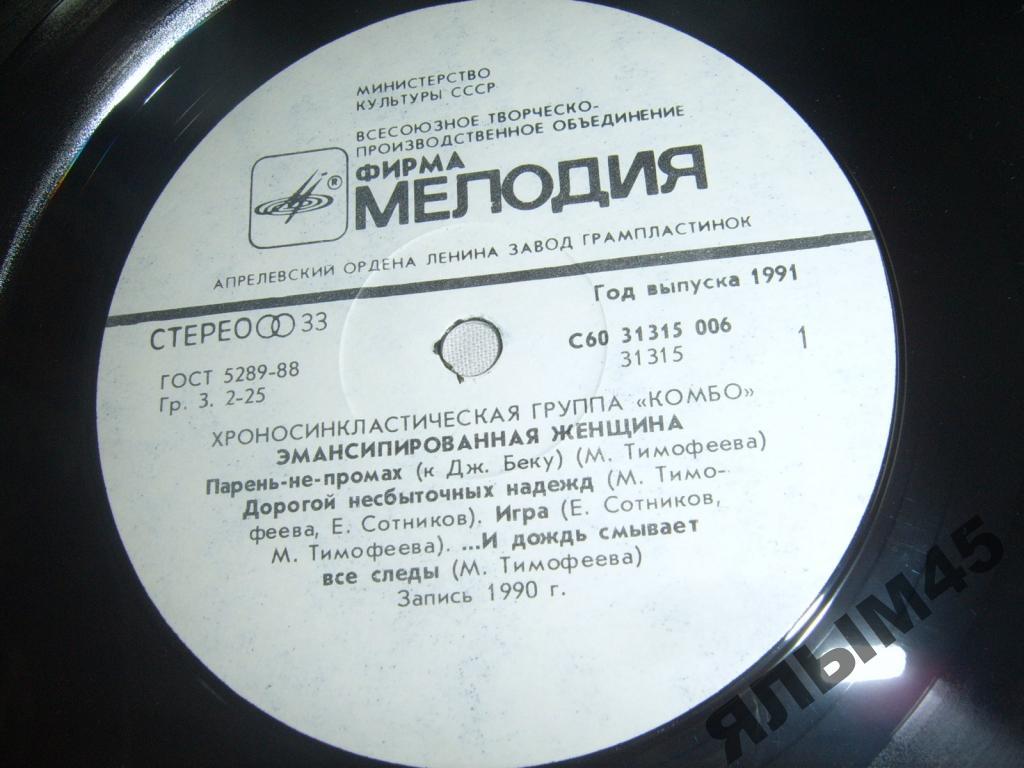 МИНИСТЕРСТВО
КУЛЬТУРЫ СССР
ВСЕСОЮЗНОЕ ТВОРЧЕСКО-
ПРОИЗВОДСТВЕННОЕ ОБЪЕДИНЕНИЕ
ФИРМА
® МЕЛОДИЯ
АПРЕЛЕВСКИЙ ОРДЕНА ЛЕНИНА ЗАВОД ГРАМПЛАСТИНОК
Год выпуска 1991
СТЕРЕО 33
С60 31315 006
31315
1
ГОСТ 5289-88
Гр. 3. 2-25
ХРОНОСИНКЛАСТИЧЕСКАЯ ГРУППА «КОМБО»
ЭМАНСИПИРОВАННАЯ ЖЕНЩИНА
Парень-не-промах (к Дж. Беку) (М. Тимофеева)
Дорогой несбыточных надежд (М. Тимо-
феева, Е. Сотников). Игра (Е. Сотников,
М. Тимофеева). ...И дождь смывает
все следы (М. Тимофеева)
Запись 1990 г.
ЯЛЫМ45